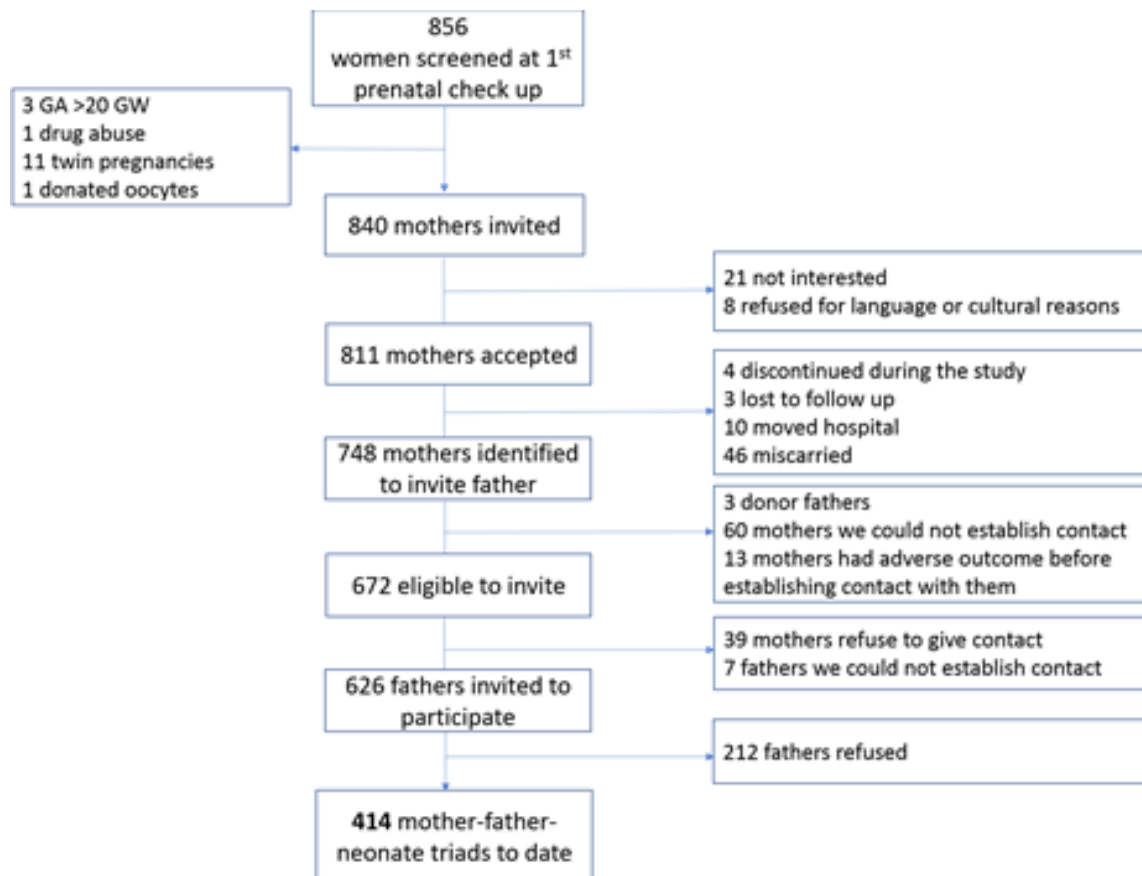 856
women screened at 1st
prenatal check up
3 GA >20 GW
1 drug abuse
11 twin pregnancies
1 donated oocytes
840 mothers invited
21 not interested
8 refused for language or cultural reasons
811 mothers accepted
4 discontinued during the study
3 lost to follow up
10 moved hospital
46 miscarried
748 mothers identified
to invite father
3 donor fathers
60 mothers we could not establish contact
13 mothers had adverse outcome before
establishing contact with them
672 eligible to invite
39 mothers refuse to give contact
7 fathers we could not establish contact
626 fathers invited to
participate
212 fathers refused
414 mother-father-
neonate triads to date